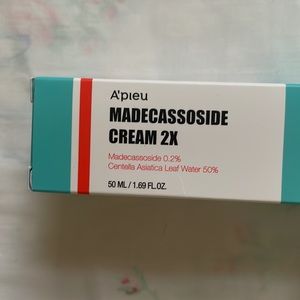 A'PIEU
MADECASSOSIDE
CREAM 2X
Madecassoside 0.2%
Centella Asiatica Leaf Water 50%
50 ML / 1.69 FL.OZ.